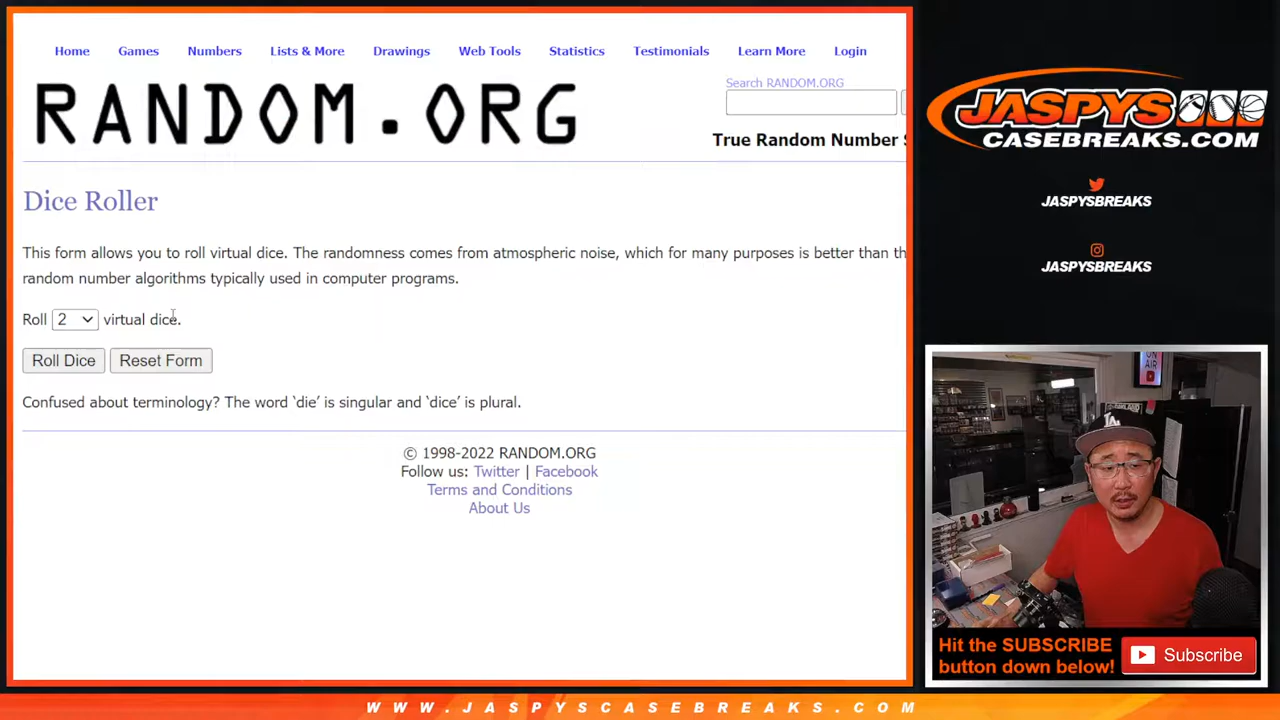 Home Games Numbers Lists & More Drawings Web Tools Statistics Testimonials Learn More Login
RANDOM.ORG
Search RANDOM.ORG
True Random Number S
Dice Roller
This form allows you to roll virtual dice. The randomness comes from atmospheric noise, which for many purposes is better than th
random number algorithms typically used in computer programs.
Roll 2 virtual dice.
Roll Dice Reset Form
Confused about terminology? The word ‘die’ is singular and ‘dice’ is plural.
© 1998-2022 RANDOM.ORG
Follow us: Twitter | Facebook
Terms and Conditions
About Us
JASPYS
CASEBREAKS.COM
JASPYSBREAKS
JASPYSBREAKS
ON
AIR
LA
Hit the SUBSCRIBE
button down below!
Subscribe
WWW.JASPYSCASEBREAKS.COM